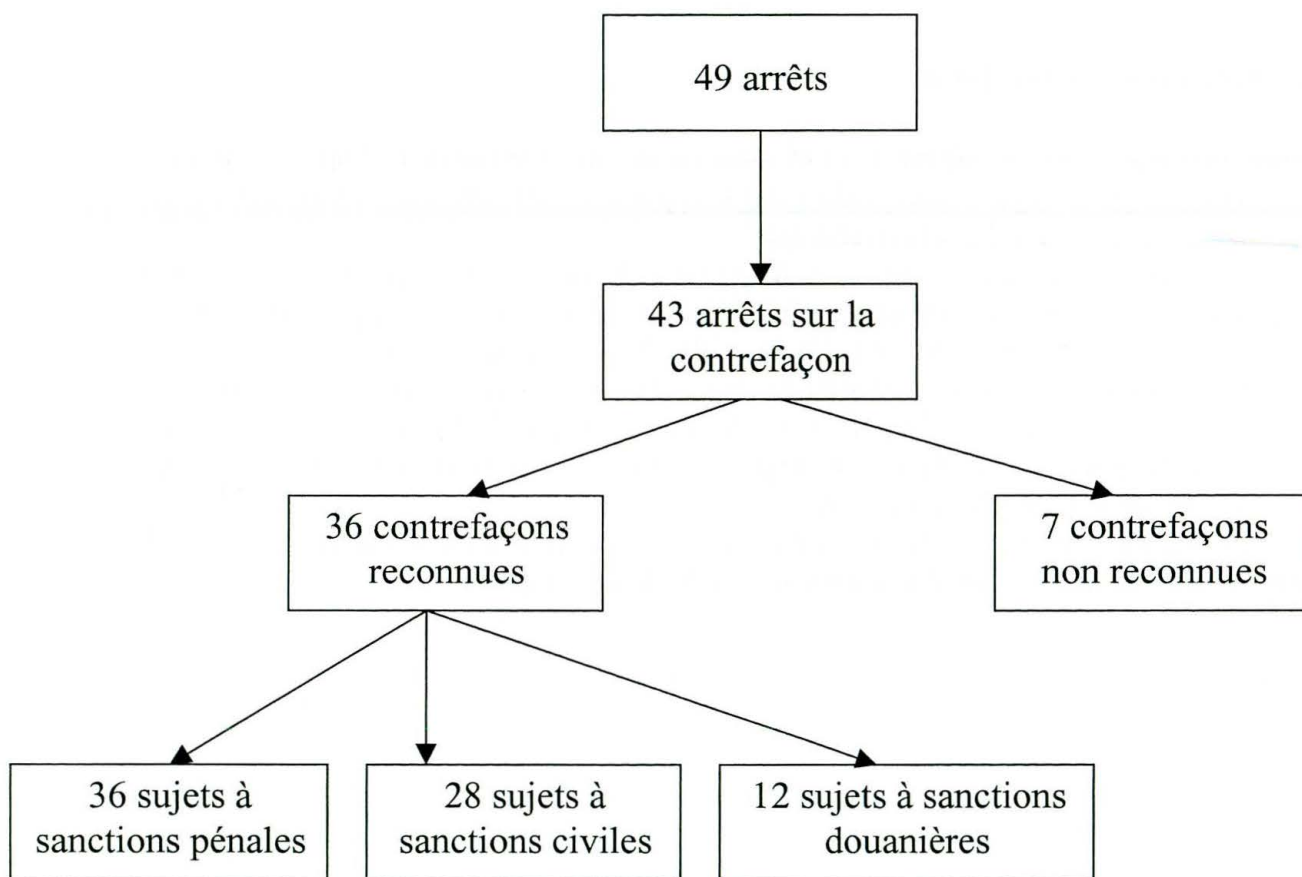 49 arrêts
43 arrêts sur la
contrefaçon
36 contrefaçons
reconnues
7 contrefaçons
non reconnues
36 sujets à
sanctions pénales
28 sujets à
sanctions civiles
12 sujets à sanctions
douanières